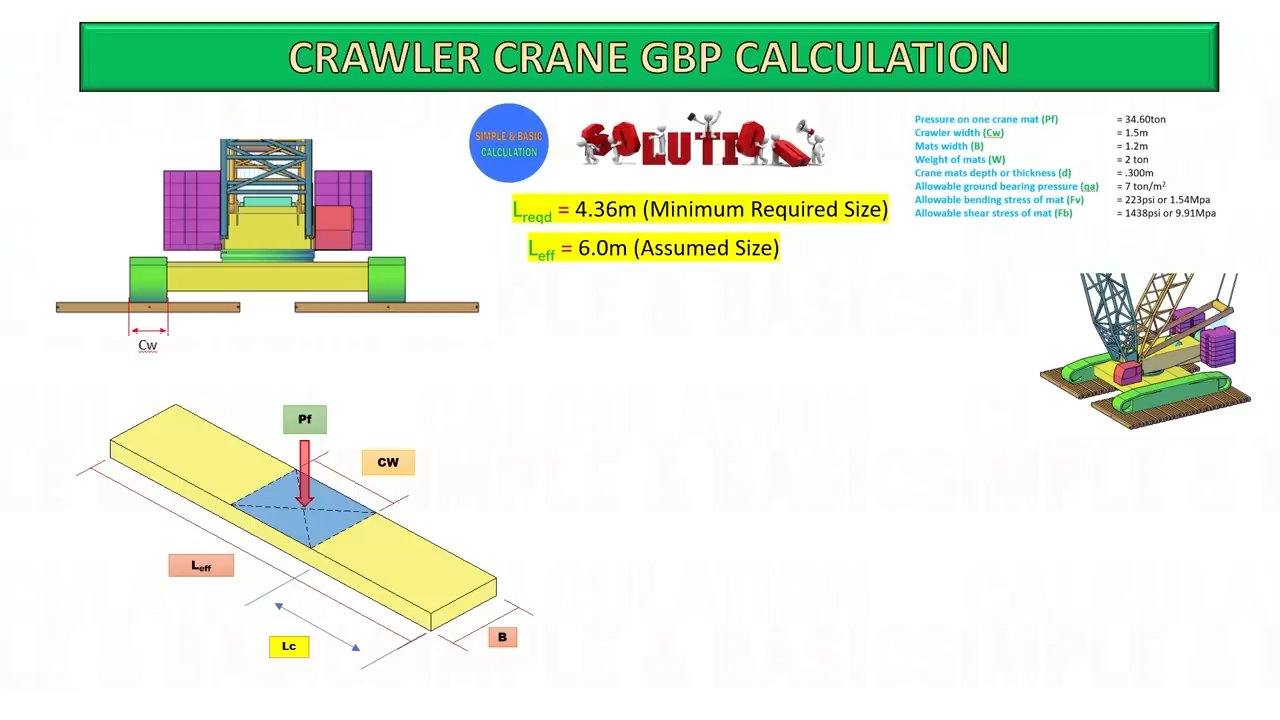 CRAWLER CRANE GBP CALCULATION
SIMPLE & BASIC
CALCULATION
SOLUTION
Lreqd = 4.36m (Minimum Required Size)
Leff = 6.0m (Assumed Size)
Pressure on one crane mat (Pf) = 34.60ton
Crawler width (Cw) = 1.5m
Mats width (B) = 1.2m
Weight of mats (W) = 2 ton
Crane mats depth or thickness (d) = .300m
Allowable ground bearing pressure (qa) = 7 ton/m²
Allowable bending stress of mat (Fv) = 223psi or 1.54Mpa
Allowable shear stress of mat (Fb) = 1438psi or 9.91Mpa
Cw
Pf
CW
Leff
Lc
B